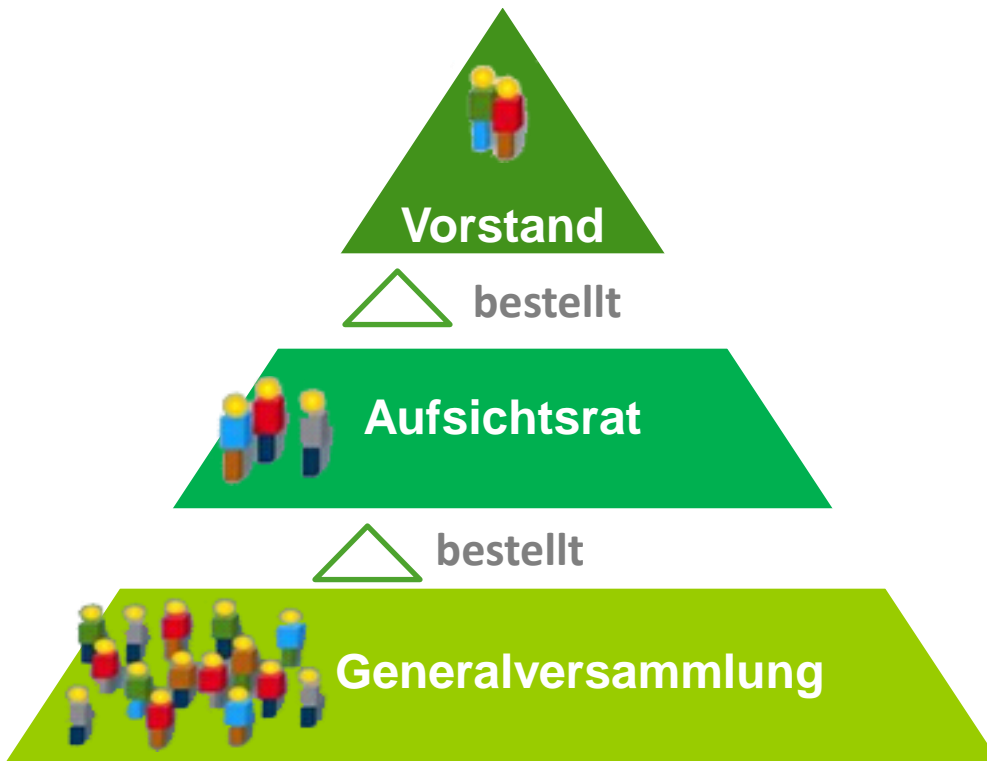 Vorstand
bestellt
Aufsichtsrat
bestellt
Generalversammlung